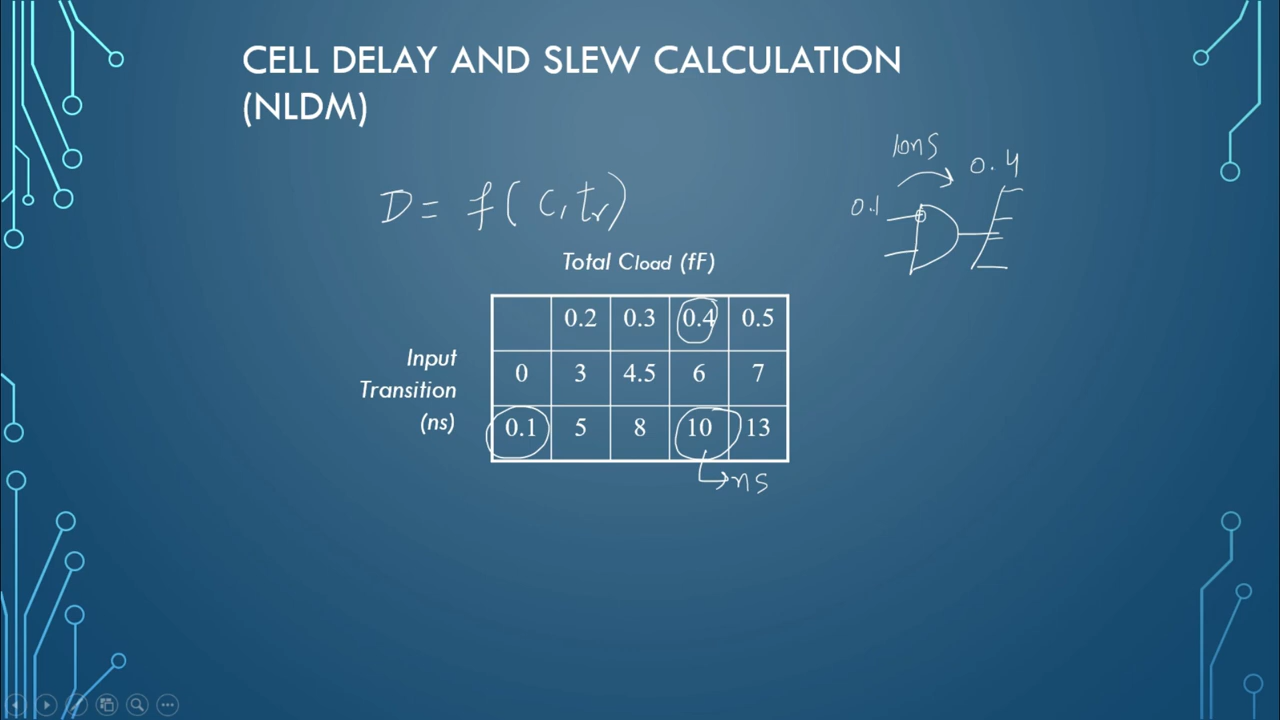 CELL DELAY AND SLEW CALCULATION
(NLDM)
10ns
0.4
0.1
D = f(c, tr)
Total Cload (fF)
Input
Transition
(ns)
0.2 0.3 0.4 0.5
0 3 4.5 6 7
0.1 5 8 10 13
ns